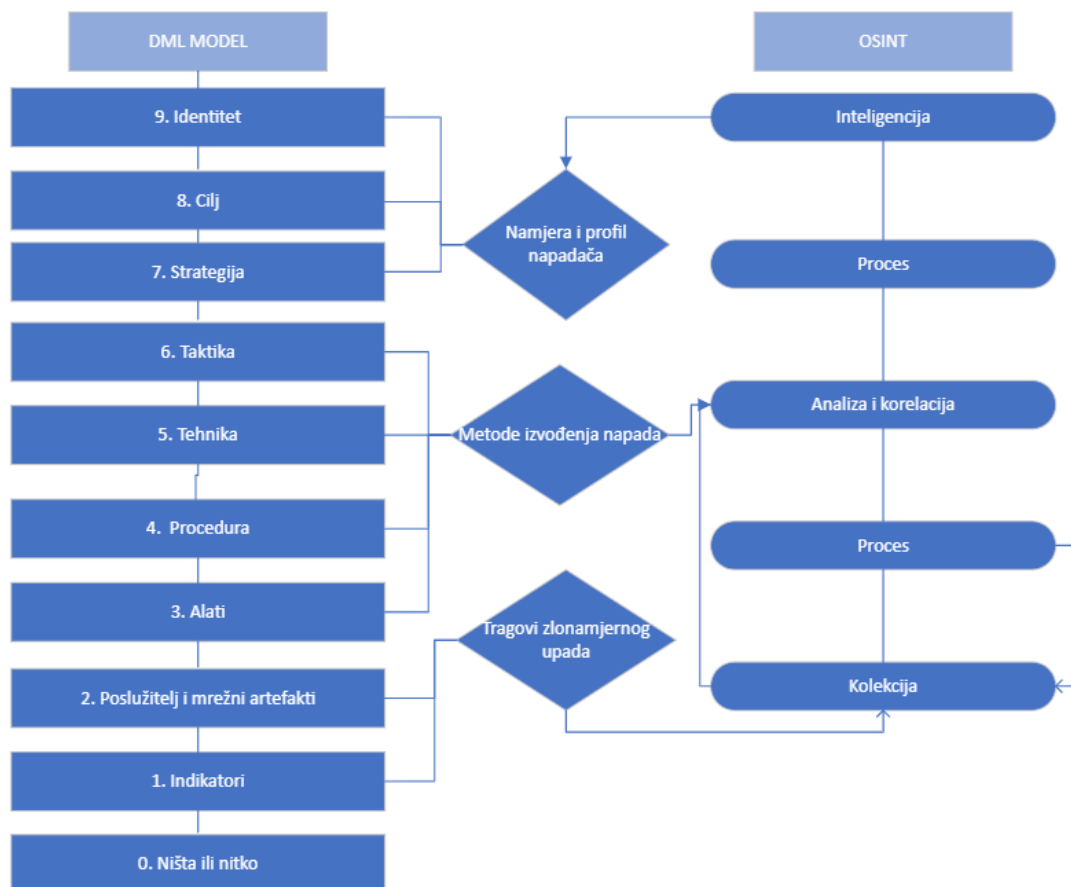 DML MODEL
9. Identitet
8. Cilj
7. Strategija
6. Taktika
5. Tehnika
4. Procedura
3. Alati
2. Poslužitelj i mrežni artefakti
1. Indikatori
0. Ništa ili nitko
Namjera i profil
napadača
Metode izvođenja napada
Tragovi zlonamjernog
upada
OSINT
Inteligencija
Proces
Analiza i korelacija
Proces
Kolekcija